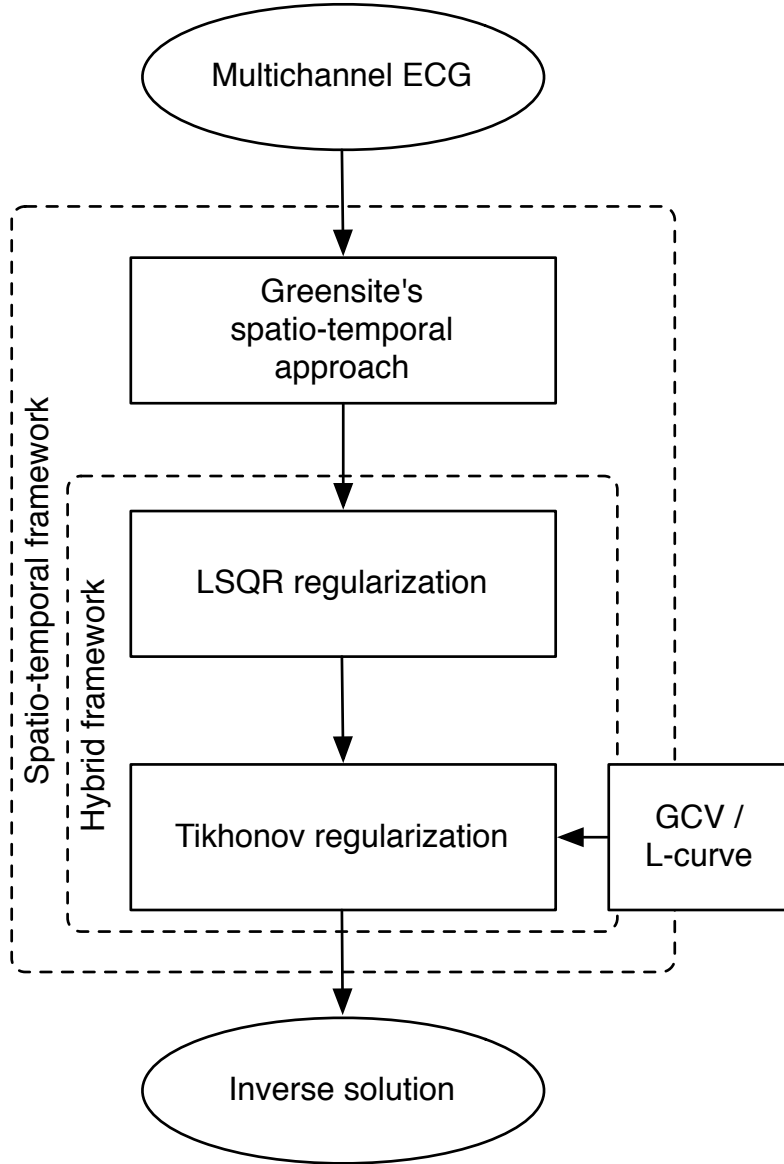 Multichannel ECG
Greensite's
spatio-temporal
approach
Spatio-temporal framework
Hybrid framework
LSQR regularization
Tikhonov regularization
GCV /
L-curve
Inverse solution